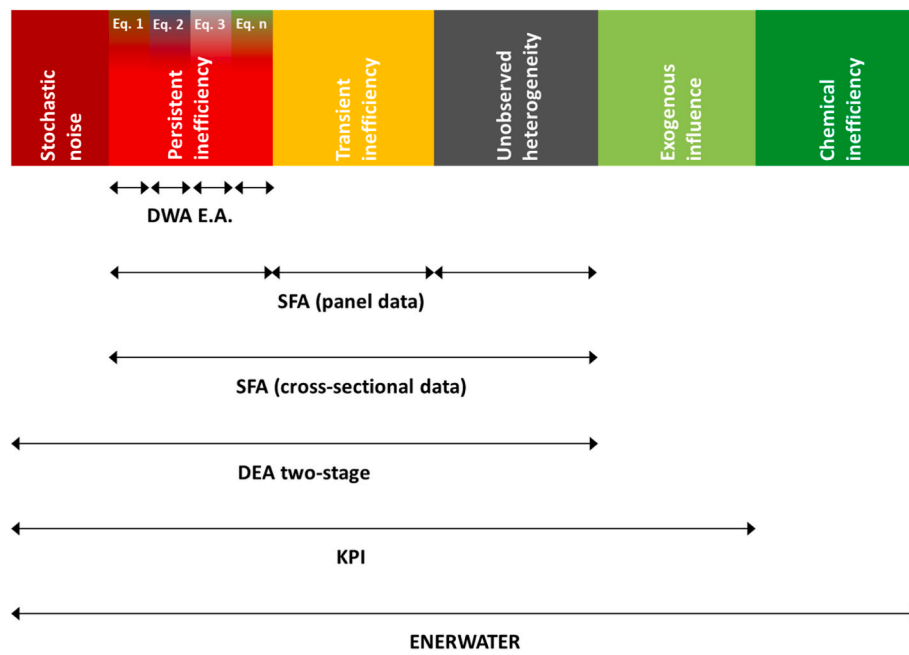 Eq. 1
Eq. 2
Eq. 3
Eq. n
Stochastic
noise
Persistent
inefficiency
Transient
inefficiency
Unobserved
heterogeneity
Exogenous
influence
Chemical
inefficiency
DWA E.A.
SFA (panel data)
SFA (cross-sectional data)
DEA two-stage
KPI
ENERWATER